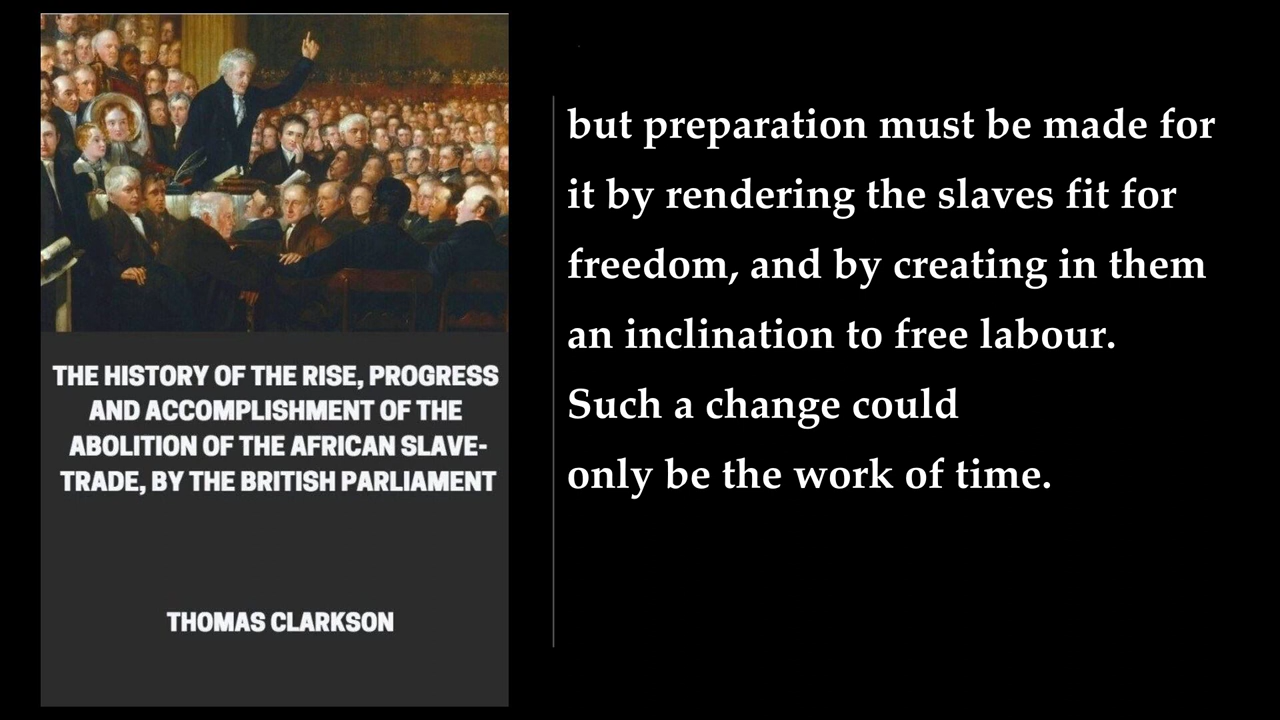 THE HISTORY OF THE RISE, PROGRESS
AND ACCOMPLISHMENT OF THE
ABOLITION OF THE AFRICAN SLAVE-
TRADE, BY THE BRITISH PARLIAMENT
THOMAS CLARKSON
but preparation must be made for
it by rendering the slaves fit for
freedom, and by creating in them
an inclination to free labour.
Such a change could
only be the work of time.